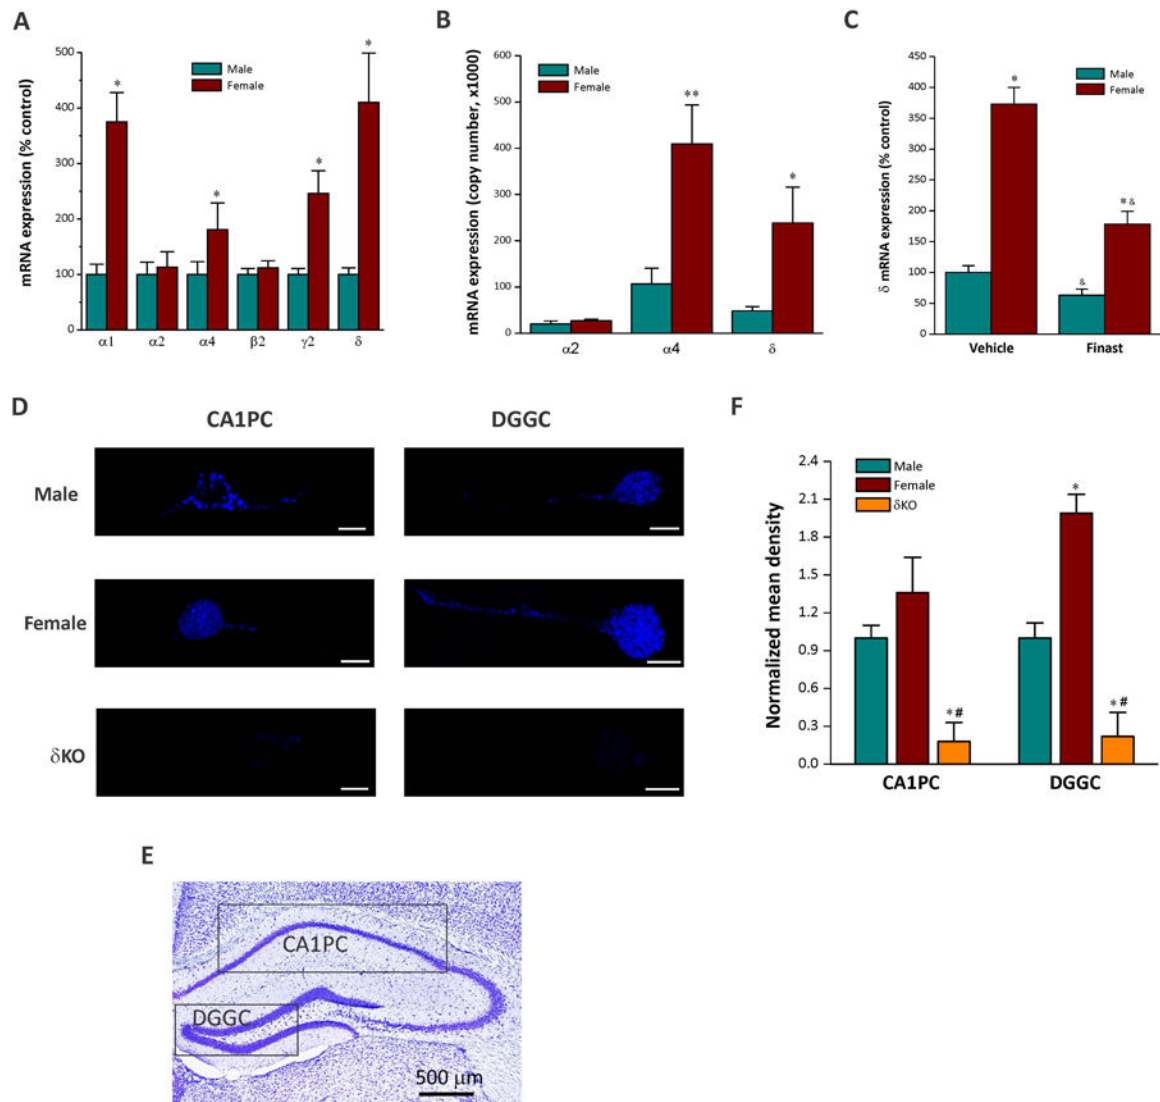 A
mRNA expression (% control)
500
400
300
200
100
0
Male
Female
*
*
*
*
α1
α2
α4
β2
γ2
δ
B
mRNA expression (copy number, x1000)
600
500
400
300
200
100
0
Male
Female
**
*
α2
α4
δ
C
δ mRNA expression (% control)
450
400
350
300
250
200
150
100
50
0
Male
Female
*
&
*&
Vehicle
Finast
D
CA1PC
DGGC
Male
Female
δKO
E
CA1PC
DGGC
500 μm
F
Normalized mean density
2.4
2.1
1.8
1.5
1.2
0.9
0.6
0.3
0.0
Male
Female
δKO
*#
*
*#
CA1PC
DGGC